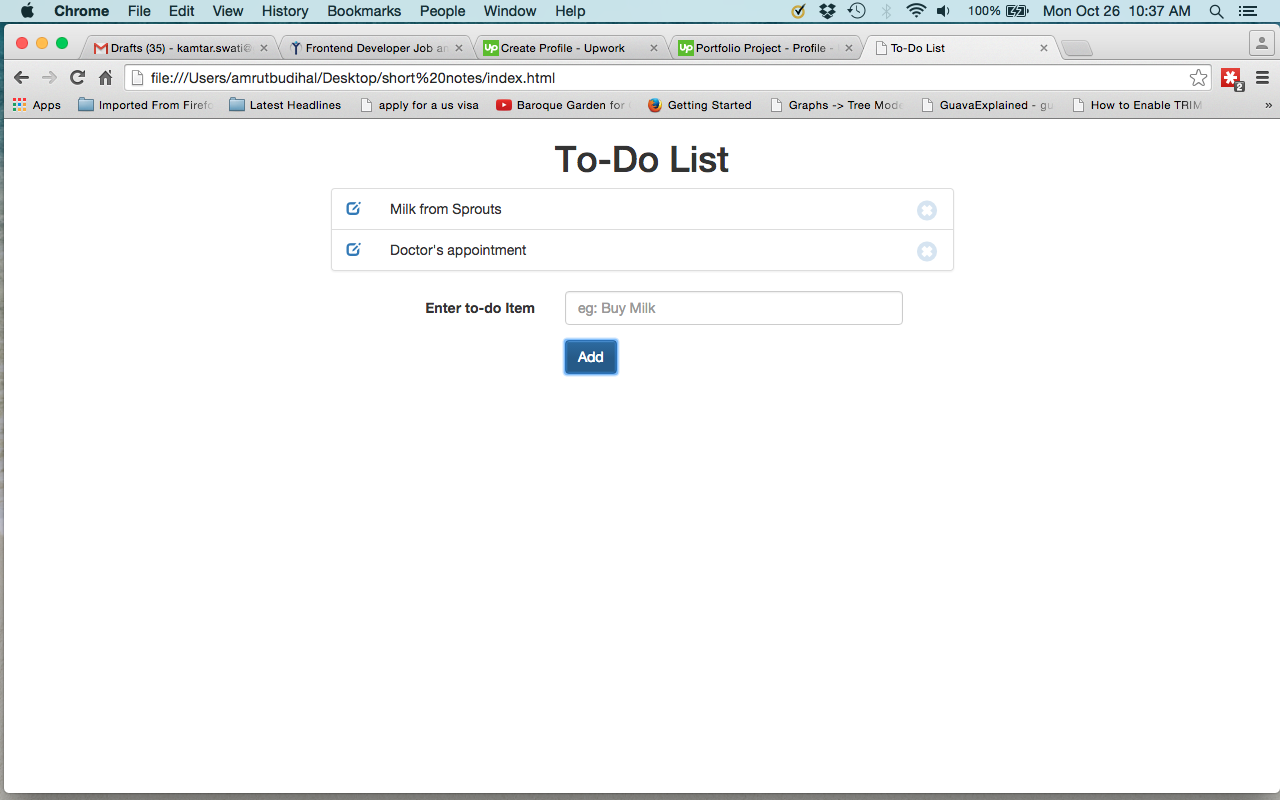 Chrome File Edit View History Bookmarks People Window Help 100% Mon Oct 26 10:37 AM
Drafts (35) - kamtar.swati@ Frontend Developer Job an Up Create Profile - Upwork Up Portfolio Project - Profile - To-Do List
file:///Users/amrutbudihal/Desktop/short%20notes/index.html 2
Apps Imported From Firefo Latest Headlines apply for a us visa Baroque Garden for Getting Started Graphs -> Tree Mode GuavaExplained - gu How to Enable TRIM »
To-Do List
Milk from Sprouts
Doctor's appointment
Enter to-do Item eg: Buy Milk
Add